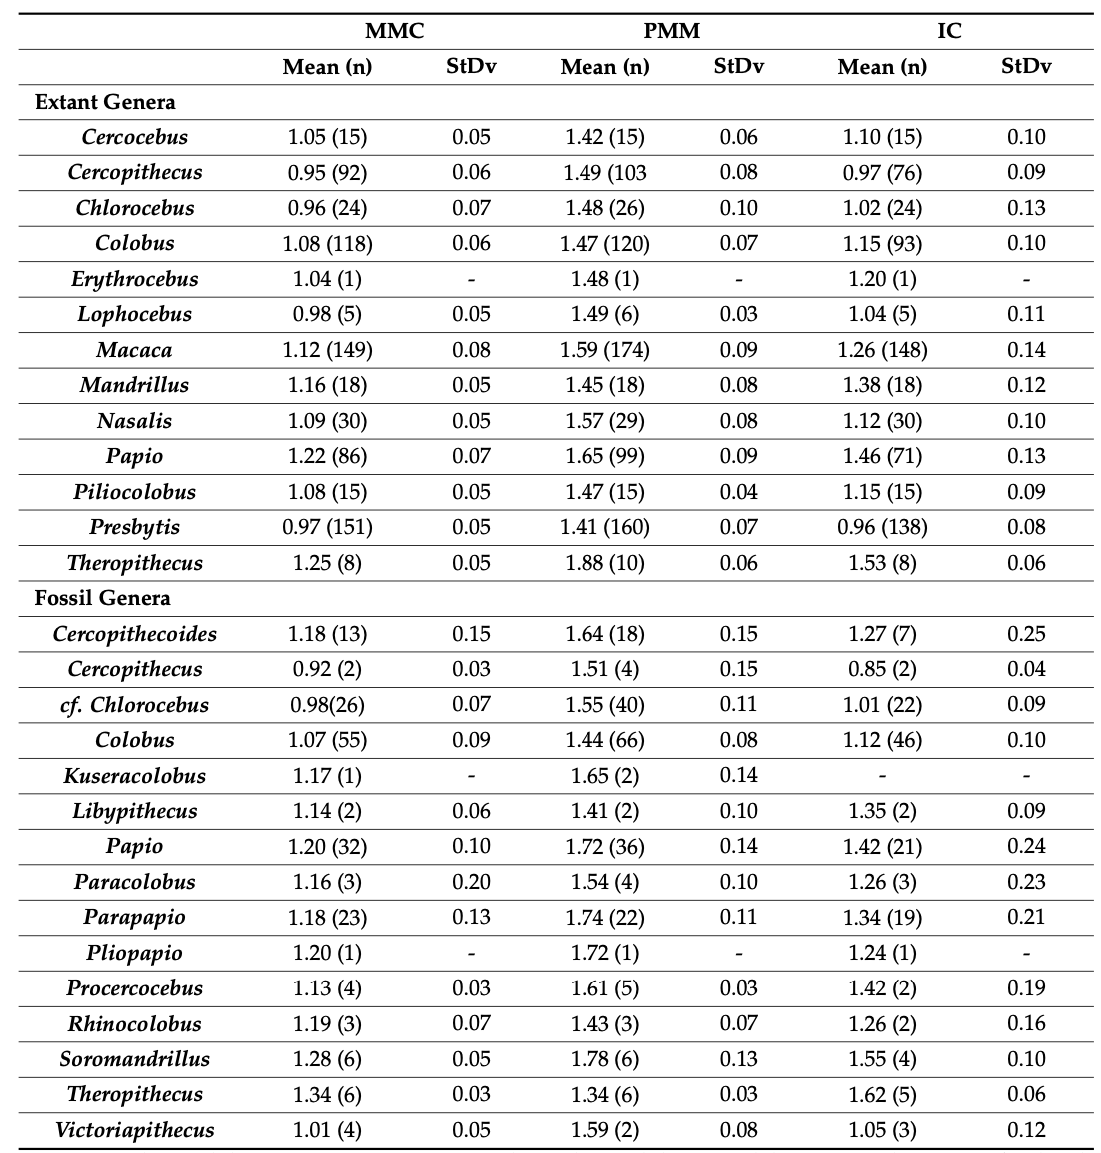 MMC PMM IC
Mean (n) StDv Mean (n) StDv Mean (n) StDv
Extant Genera
Cercocebus 1.05 (15) 0.05 1.42 (15) 0.06 1.10 (15) 0.10
Cercopithecus 0.95 (92) 0.06 1.49 (103 0.08 0.97 (76) 0.09
Chlorocebus 0.96 (24) 0.07 1.48 (26) 0.10 1.02 (24) 0.13
Colobus 1.08 (118) 0.06 1.47 (120) 0.07 1.15 (93) 0.10
Erythrocebus 1.04 (1) - 1.48 (1) - 1.20 (1) -
Lophocebus 0.98 (5) 0.05 1.49 (6) 0.03 1.04 (5) 0.11
Macaca 1.12 (149) 0.08 1.59 (174) 0.09 1.26 (148) 0.14
Mandrillus 1.16 (18) 0.05 1.45 (18) 0.08 1.38 (18) 0.12
Nasalis 1.09 (30) 0.05 1.57 (29) 0.08 1.12 (30) 0.10
Papio 1.22 (86) 0.07 1.65 (99) 0.09 1.46 (71) 0.13
Piliocolobus 1.08 (15) 0.05 1.47 (15) 0.04 1.15 (15) 0.09
Presbytis 0.97 (151) 0.05 1.41 (160) 0.07 0.96 (138) 0.08
Theropithecus 1.25 (8) 0.05 1.88 (10) 0.06 1.53 (8) 0.06
Fossil Genera
Cercopithecoides 1.18 (13) 0.15 1.64 (18) 0.15 1.27 (7) 0.25
Cercopithecus 0.92 (2) 0.03 1.51 (4) 0.15 0.85 (2) 0.04
cf. Chlorocebus 0.98(26) 0.07 1.55 (40) 0.11 1.01 (22) 0.09
Colobus 1.07 (55) 0.09 1.44 (66) 0.08 1.12 (46) 0.10
Kuseracolobus 1.17 (1) - 1.65 (2) 0.14 - -
Libypithecus 1.14 (2) 0.06 1.41 (2) 0.10 1.35 (2) 0.09
Papio 1.20 (32) 0.10 1.72 (36) 0.14 1.42 (21) 0.24
Paracolobus 1.16 (3) 0.20 1.54 (4) 0.10 1.26 (3) 0.23
Parapapio 1.18 (23) 0.13 1.74 (22) 0.11 1.34 (19) 0.21
Pliopapio 1.20 (1) - 1.72 (1) - 1.24 (1) -
Procercocebus 1.13 (4) 0.03 1.61 (5) 0.03 1.42 (2) 0.19
Rhinocolobus 1.19 (3) 0.07 1.43 (3) 0.07 1.26 (2) 0.16
Soromandrillus 1.28 (6) 0.05 1.78 (6) 0.13 1.55 (4) 0.10
Theropithecus 1.34 (6) 0.03 1.34 (6) 0.03 1.62 (5) 0.06
Victoriapithecus 1.01 (4) 0.05 1.59 (2) 0.08 1.05 (3) 0.12